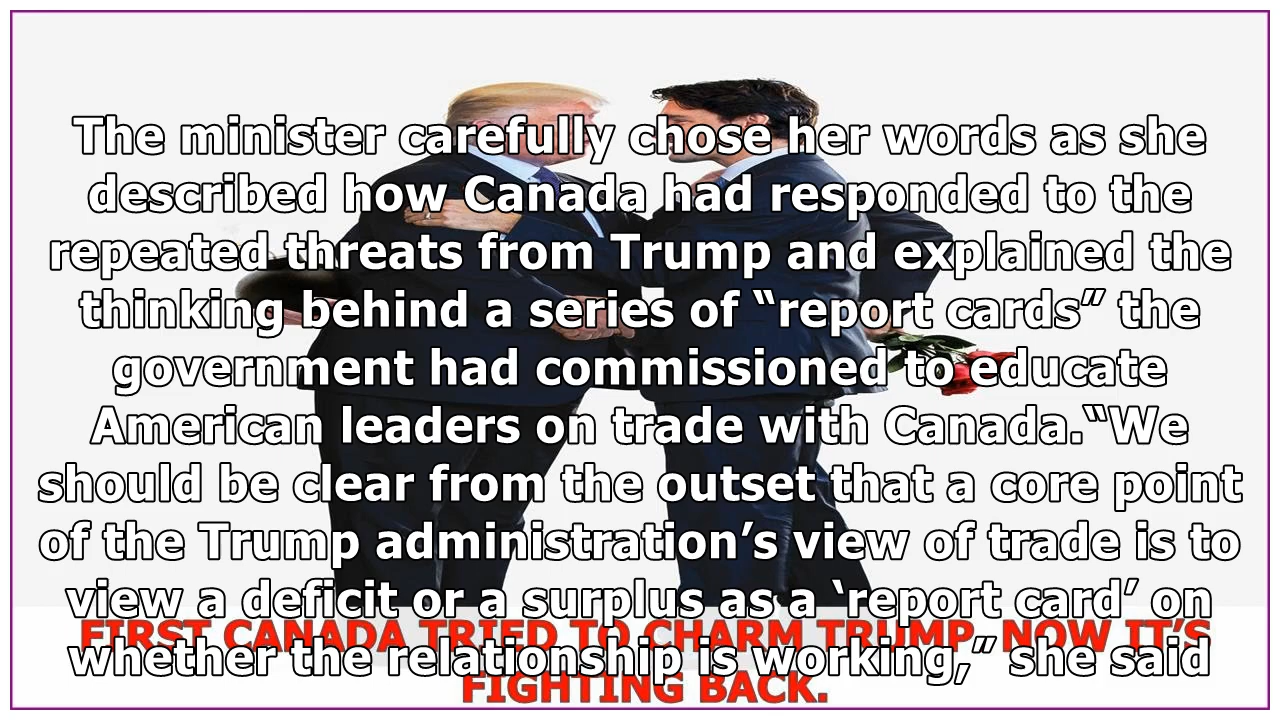 The minister carefully chose her words as she
described how Canada had responded to the
repeated threats from Trump and explained the
thinking behind a series of “report cards” the
government had commissioned to educate
American leaders on trade with Canada.“We
should be clear from the outset that a core point
of the Trump administration’s view of trade is to
view a deficit or a surplus as a ‘report card’ on
whether the relationship is working,” she said
FIRST CANADA TRIED TO CHARM TRUMP. NOW IT’S
FIGHTING BACK.